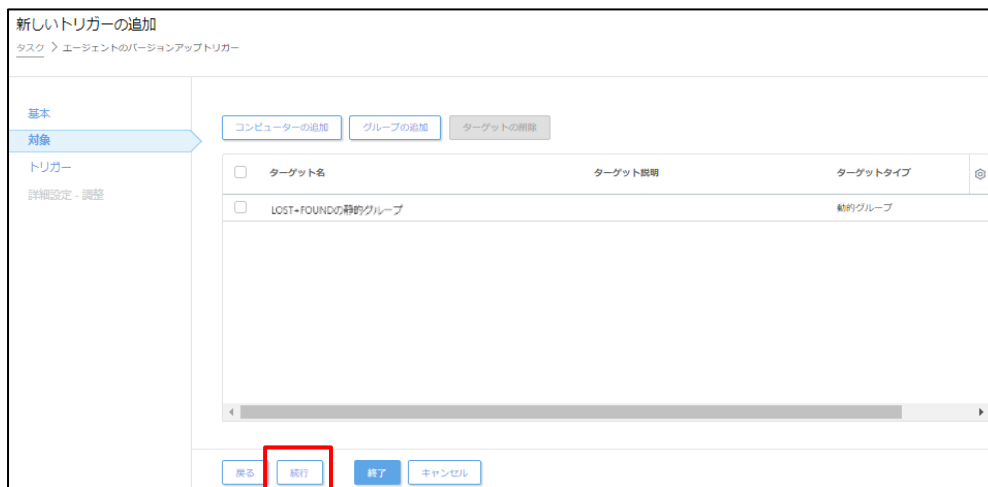 新しいトリガーの追加
タスク > エージェントのバージョンアップトリガー
基本
対象
トリガー
詳細設定 - 調整
コンピューターの追加 グループの追加 ターゲットの削除
ターゲット名 ターゲット説明 ターゲットタイプ
LOST+FOUNDの静的グループ 動的グループ
戻る 続行 終了 キャンセル